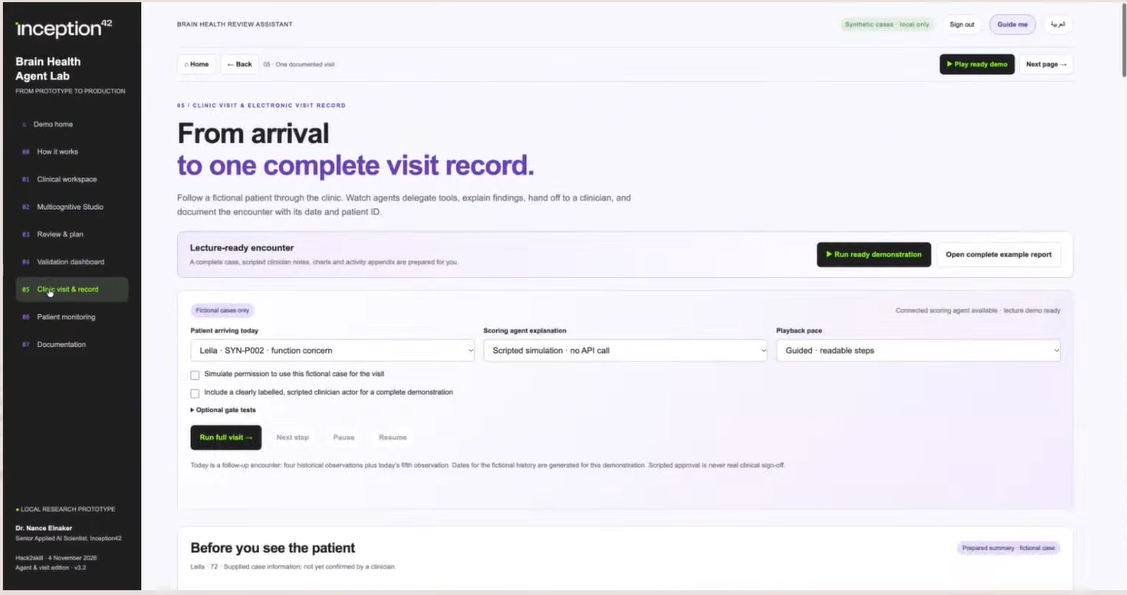 inception42
Brain Health
Agent Lab
FROM PROTOTYPE TO PRODUCTION
Demo home
00 How it works
01 Clinical workspace
02 Multicognitive Studio
03 Review & plan
04 Validation dashboard
05 Clinic visit & record
06 Patient monitoring
07 Documentation
LOCAL RESEARCH PROTOTYPE
Dr. Nance Elnaker
Senior Applied AI Scientist, Inception42
Hack2skill · 4 November 2026
Agent & visit edition · v3.2
BRAIN HEALTH REVIEW ASSISTANT
Synthetic cases · local only
Sign out
Guide me
العربية
⌂ Home
← Back
05 · One documented visit
▶ Play ready demo
Next page →
05 / CLINIC VISIT & ELECTRONIC VISIT RECORD
From arrival
to one complete visit record.
Follow a fictional patient through the clinic. Watch agents delegate tools, explain findings, hand off to a clinician, and
document the encounter with its date and patient ID.
Lecture-ready encounter
A complete case, scripted clinician notes, charts and activity appendix are prepared for you.
▶ Run ready demonstration
Open complete example report
Fictional cases only
Connected scoring agent available · lecture demo ready
Patient arriving today
Leila · SYN-P002 · function concern
Scoring agent explanation
Scripted simulation · no API call
Playback pace
Guided · readable steps
Simulate permission to use this fictional case for the visit
Include a clearly labelled, scripted clinician actor for a complete demonstration
▸ Optional gate tests
Run full visit →
Next step
Pause
Resume
Today is a follow-up encounter: four historical observations plus today's fifth observation. Dates for the fictional history are generated for this demonstration. Scripted approval is never real clinical sign-off.
Before you see the patient
Prepared summary · fictional case
Leila · 72 · Supplied case information; not yet confirmed by a clinician.